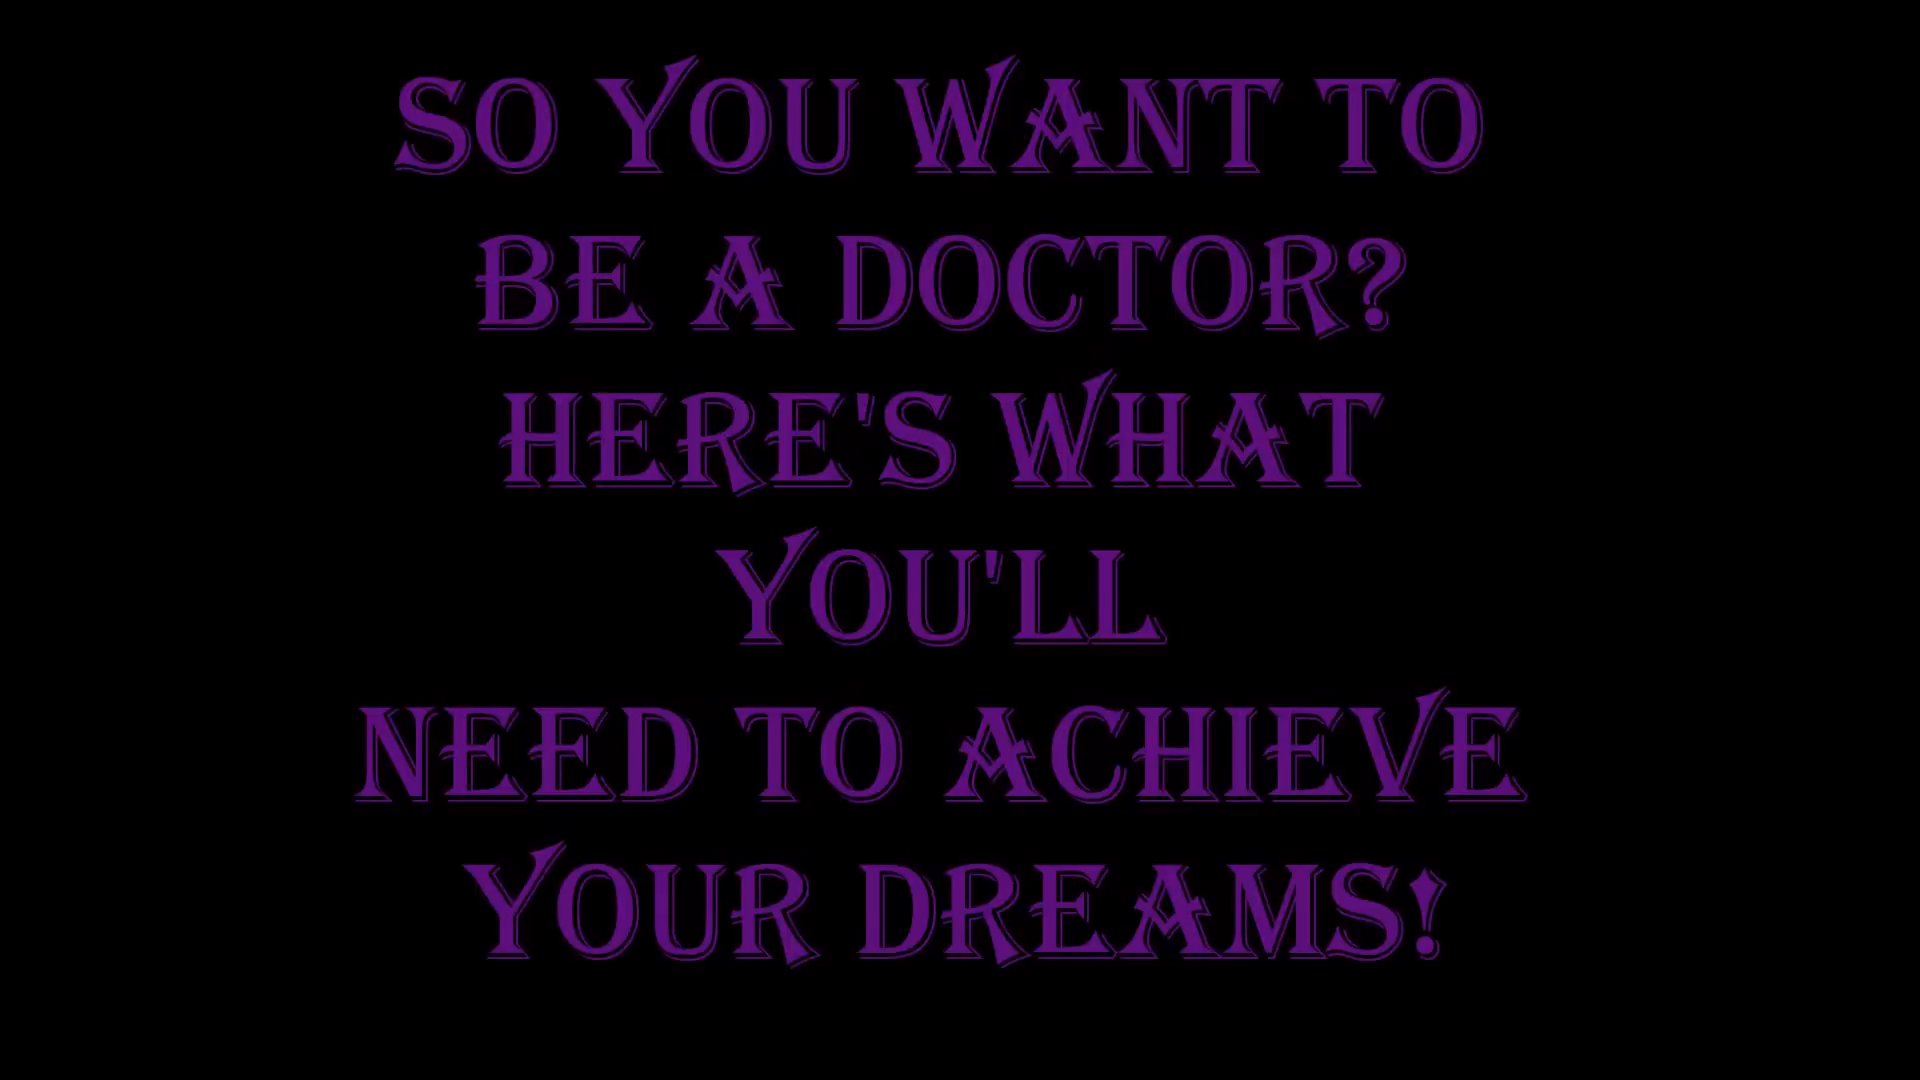 SO YOU WANT TO
BE A DOCTOR?
HERE'S WHAT
YOU'LL
NEED TO ACHIEVE
YOUR DREAMS!